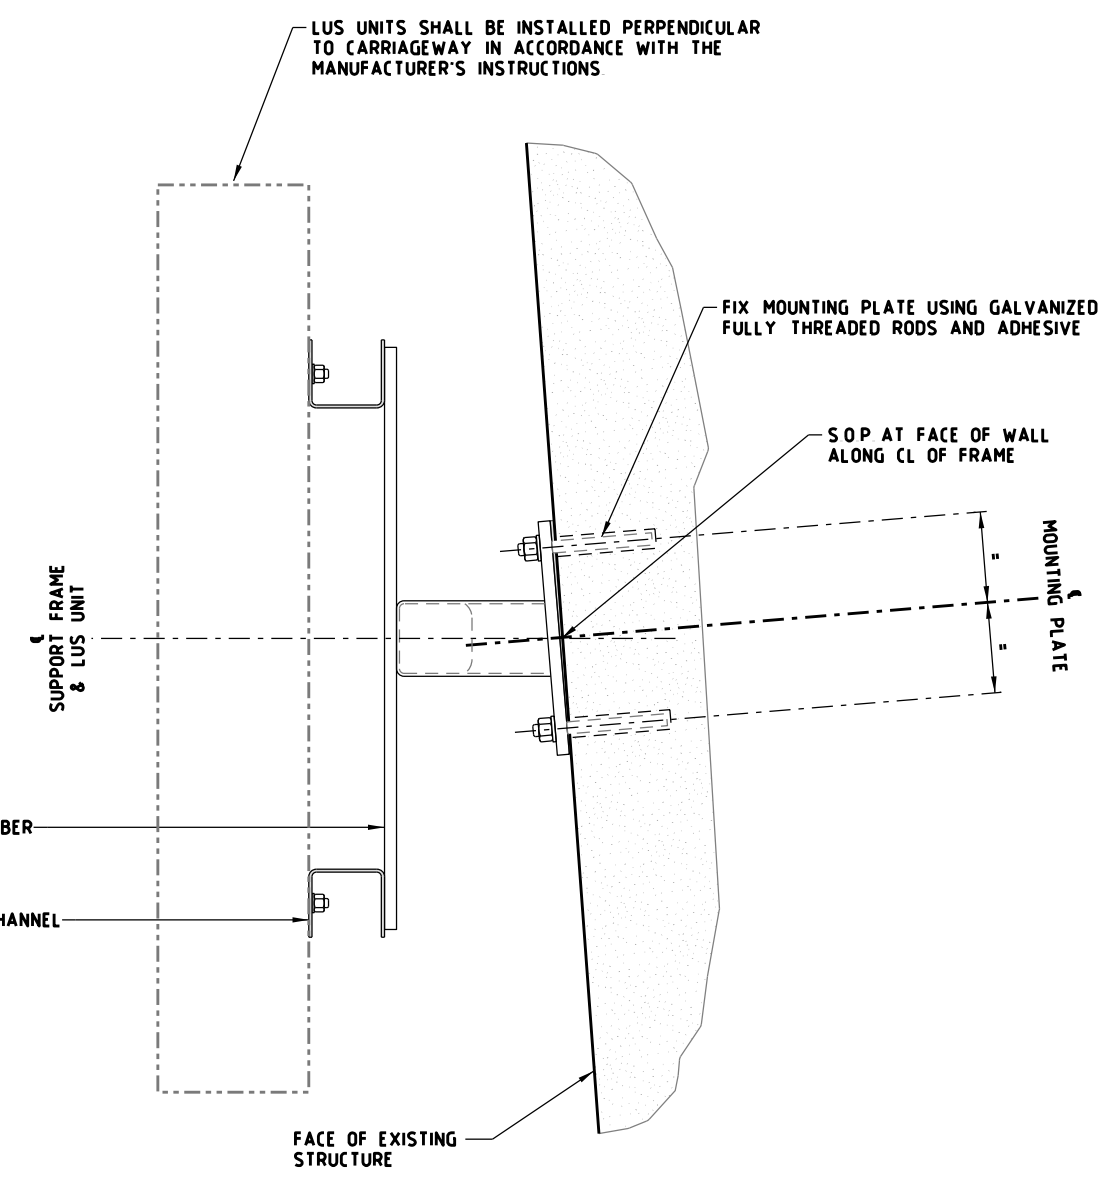 LUS UNITS SHALL BE INSTALLED PERPENDICULAR
TO CARRIAGEWAY IN ACCORDANCE WITH THE
MANUFACTURER'S INSTRUCTIONS.
FIX MOUNTING PLATE USING GALVANIZED
FULLY THREADED RODS AND ADHESIVE
S.O.P. AT FACE OF WALL
ALONG CL OF FRAME
"
℄
MOUNTING PLATE
"
℄
SUPPORT FRAME
& LUS UNIT
BER
HANNEL
FACE OF EXISTING
STRUCTURE